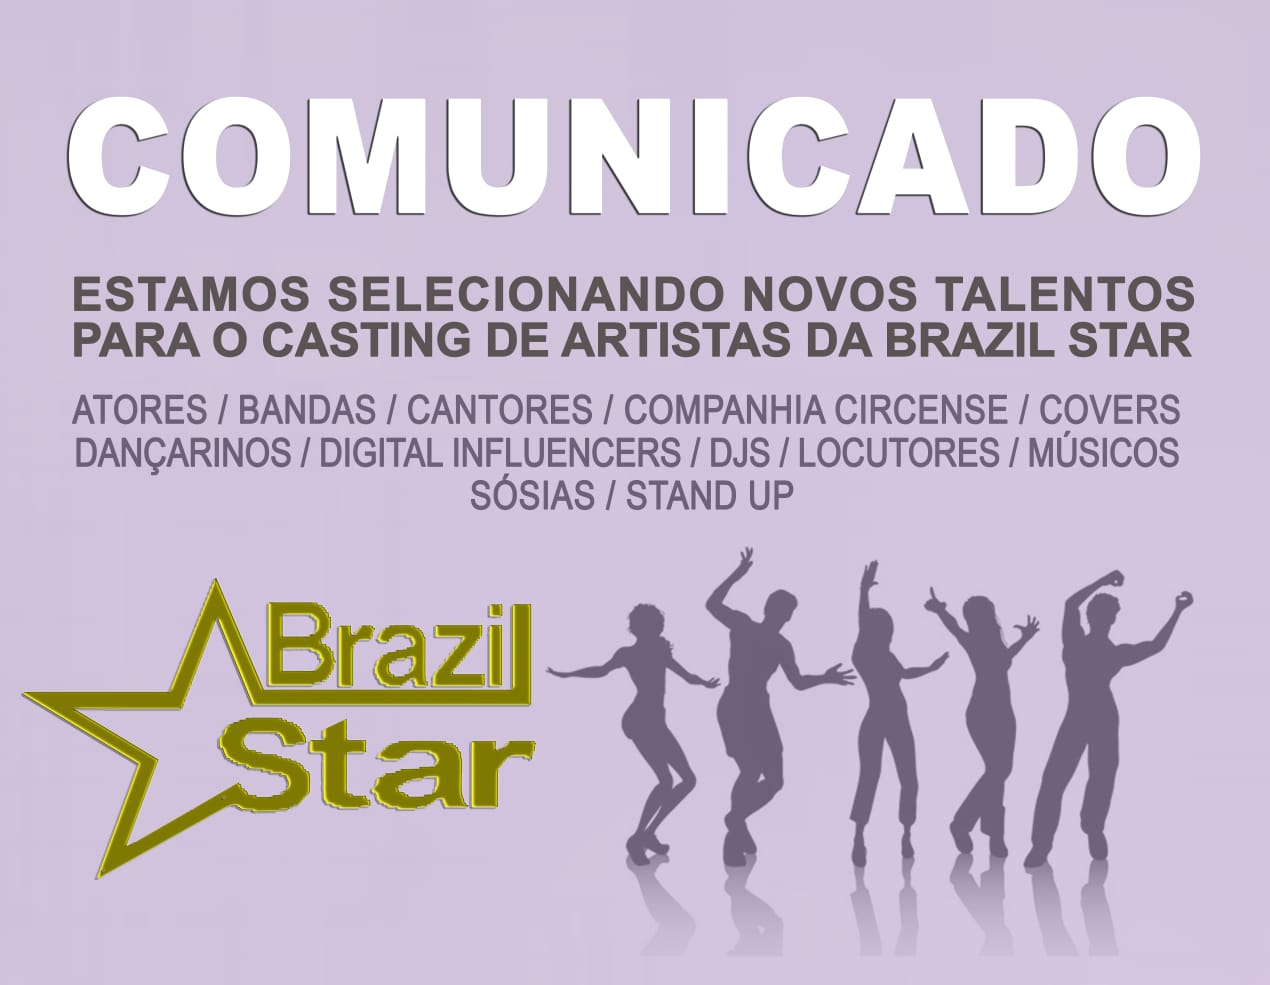 COMUNICADO
ESTAMOS SELECIONANDO NOVOS TALENTOS
PARA O CASTING DE ARTISTAS DA BRAZIL STAR
ATORES / BANDAS / CANTORES / COMPANHIA CIRCENSE / COVERS
DANÇARINOS / DIGITAL INFLUENCERS / DJS / LOCUTORES / MÚSICOS
SÓSIAS / STAND UP
Brazil
Star